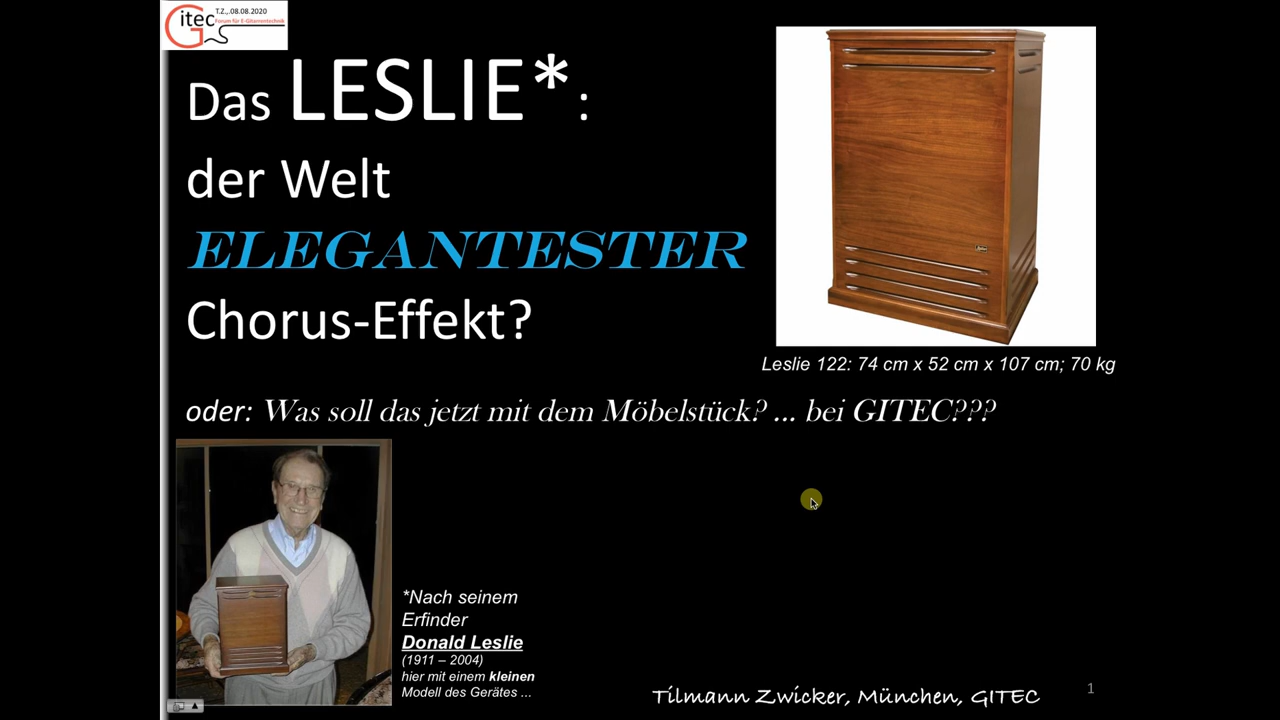 T.Z.,.08.08.2020
Gitec Forum für E-Gitarrentechnik
Das LESLIE*:
der Welt
ELEGANTESTER
Chorus-Effekt?
Leslie 122: 74 cm x 52 cm x 107 cm; 70 kg
oder: Was soll das jetzt mit dem Möbelstück? ... bei GITEC???
*Nach seinem
Erfinder
Donald Leslie
(1911 – 2004)
hier mit einem kleinen
Modell des Gerätes ...
Tilmann Zwicker, München, GITEC
1